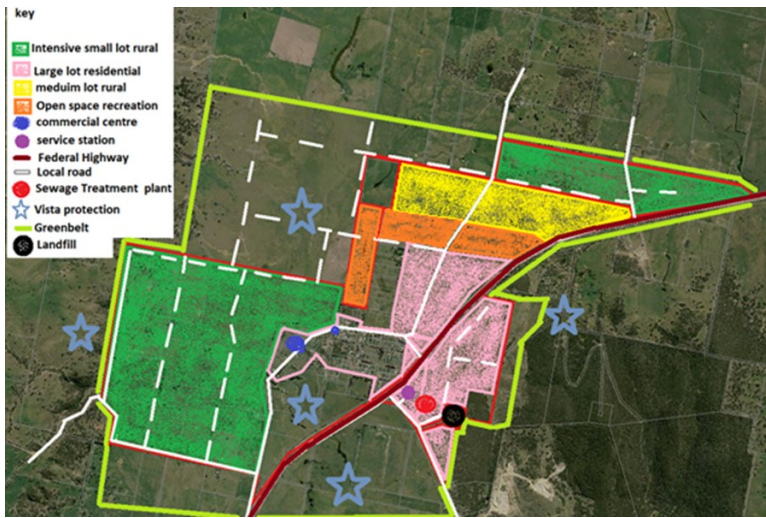 key
Intensive small lot rural
Large lot residential
meduim lot rural
Open space recreation
commercial centre
service station
Federal Highway
Local road
Sewage Treatment plant
Vista protection
Greenbelt
Landfill